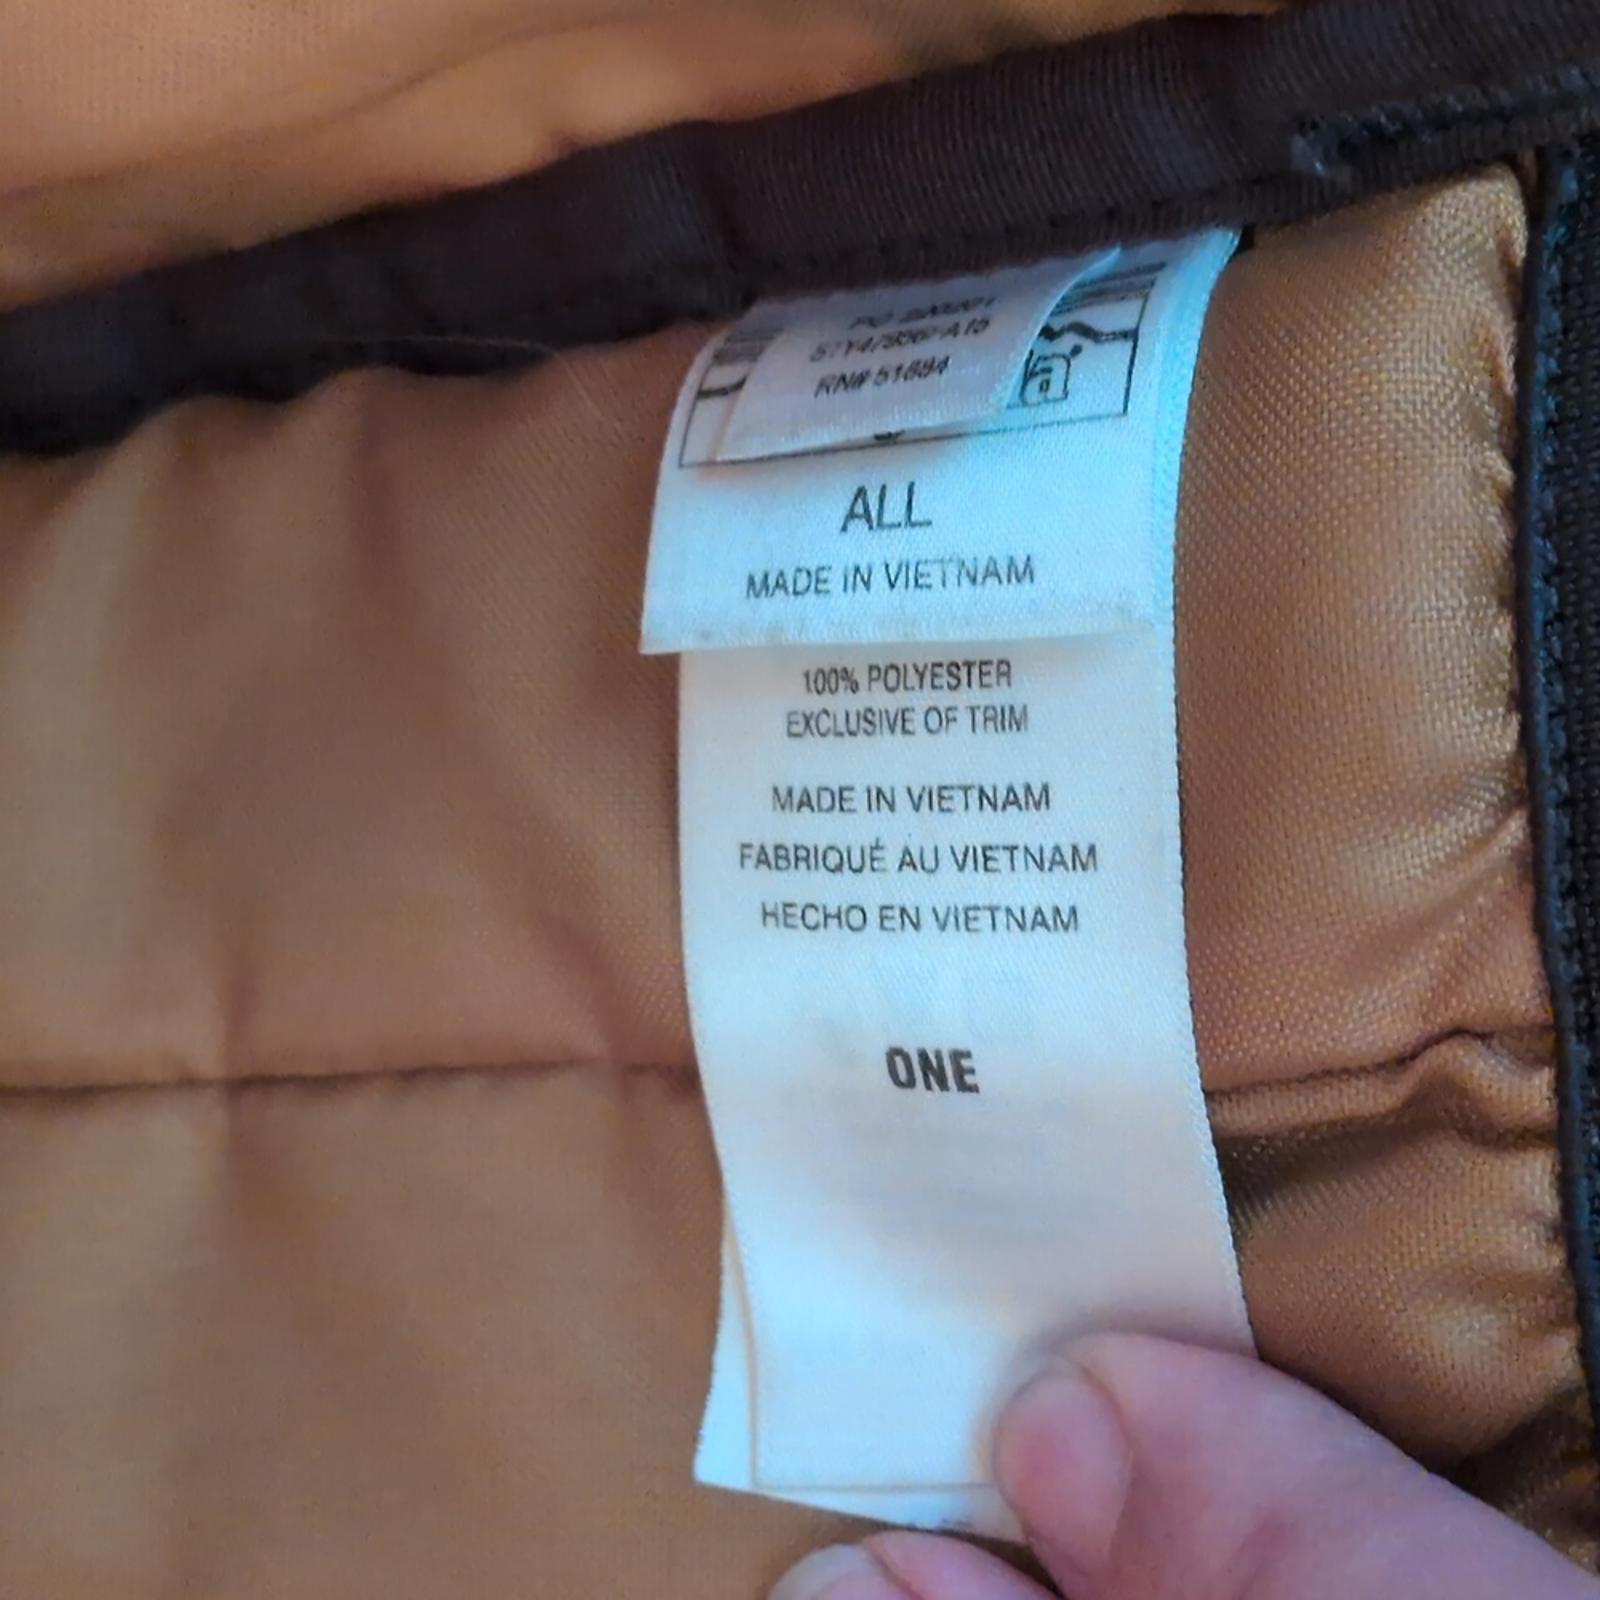 RN# 51884
a
ALL
MADE IN VIETNAM
100% POLYESTER
EXCLUSIVE OF TRIM
MADE IN VIETNAM
FABRIQUÉ AU VIETNAM
HECHO EN VIETNAM
ONE